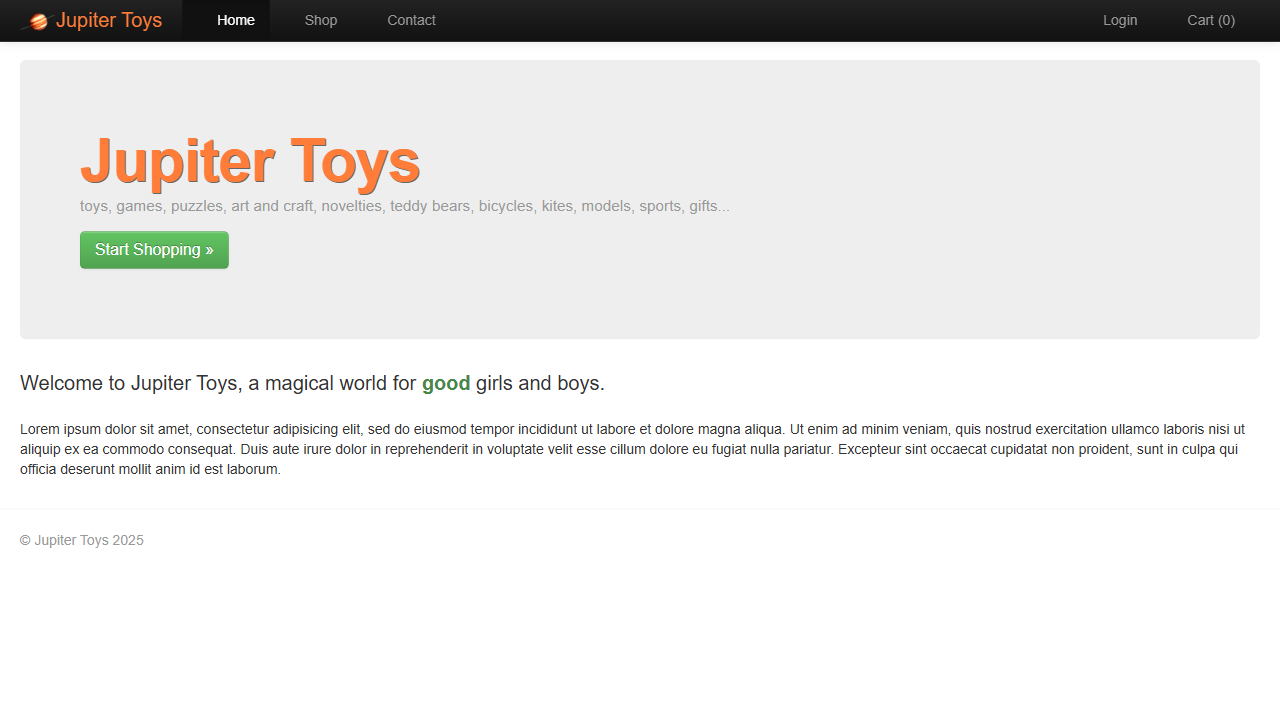 Jupiter Toys
Home
Shop
Contact
Login
Cart (0)
Jupiter Toys
toys, games, puzzles, art and craft, novelties, teddy bears, bicycles, kites, models, sports, gifts...
Start Shopping »
Welcome to Jupiter Toys, a magical world for good girls and boys.
Lorem ipsum dolor sit amet, consectetur adipisicing elit, sed do eiusmod tempor incididunt ut labore et dolore magna aliqua. Ut enim ad minim veniam, quis nostrud exercitation ullamco laboris nisi ut
aliquip ex ea commodo consequat. Duis aute irure dolor in reprehenderit in voluptate velit esse cillum dolore eu fugiat nulla pariatur. Excepteur sint occaecat cupidatat non proident, sunt in culpa qui
officia deserunt mollit anim id est laborum.
© Jupiter Toys 2025